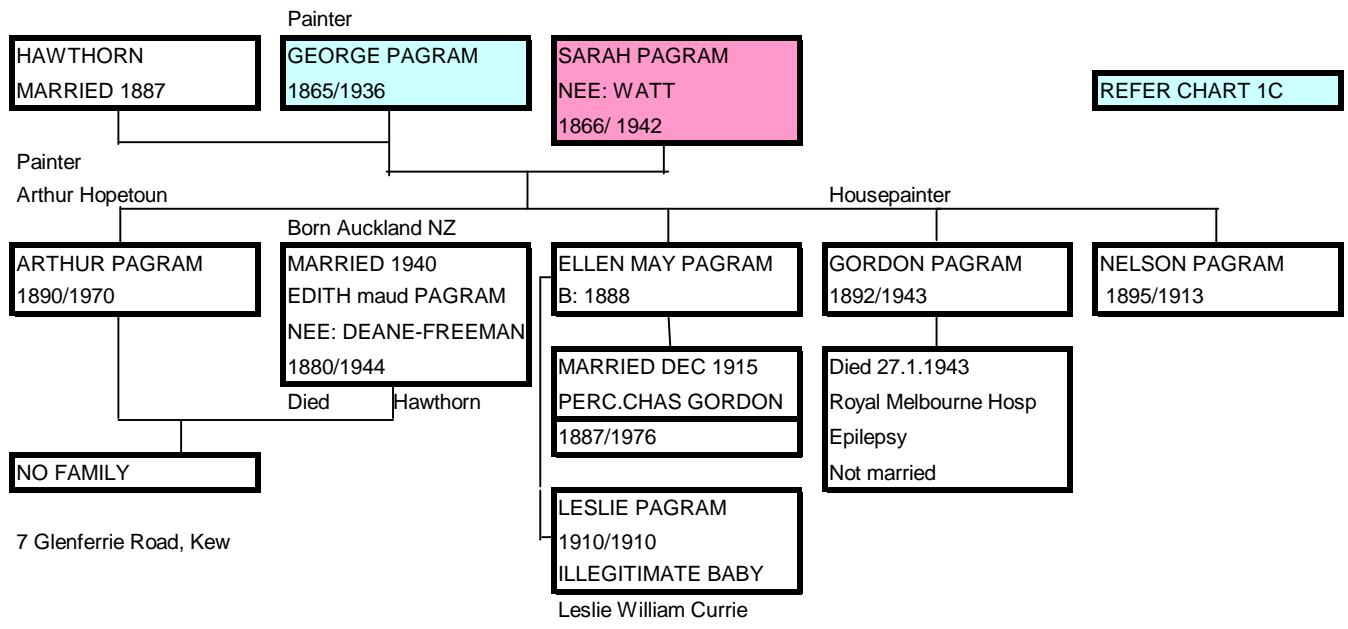 Painter
HAWTHORN
MARRIED 1887
GEORGE PAGRAM
1865/1936
SARAH PAGRAM
NEE: WATT
1866/ 1942
REFER CHART 1C
Painter
Arthur Hopetoun
Housepainter
Born Auckland NZ
ARTHUR PAGRAM
1890/1970
MARRIED 1940
EDITH maud PAGRAM
NEE: DEANE-FREEMAN
1880/1944
Died Hawthorn
ELLEN MAY PAGRAM
B: 1888
GORDON PAGRAM
1892/1943
NELSON PAGRAM
1895/1913
MARRIED DEC 1915
PERC.CHAS GORDON
1887/1976
Died 27.1.1943
Royal Melbourne Hosp
Epilepsy
Not married
NO FAMILY
LESLIE PAGRAM
1910/1910
ILLEGITIMATE BABY
Leslie William Currie
7 Glenferrie Road, Kew